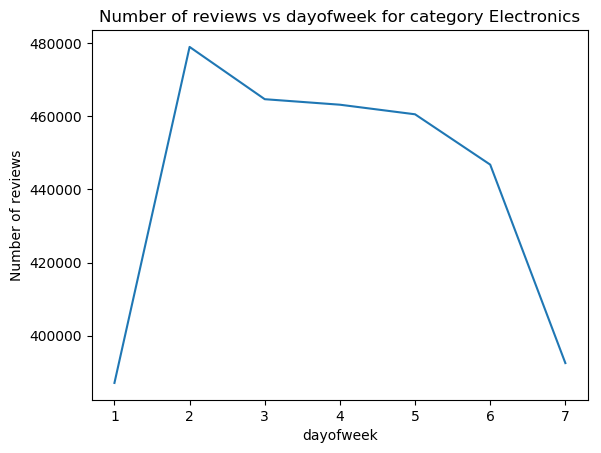 Number of reviews vs dayofweek for category Electronics
480000
460000
440000
420000
400000
Number of reviews
1 2 3 4 5 6 7
dayofweek